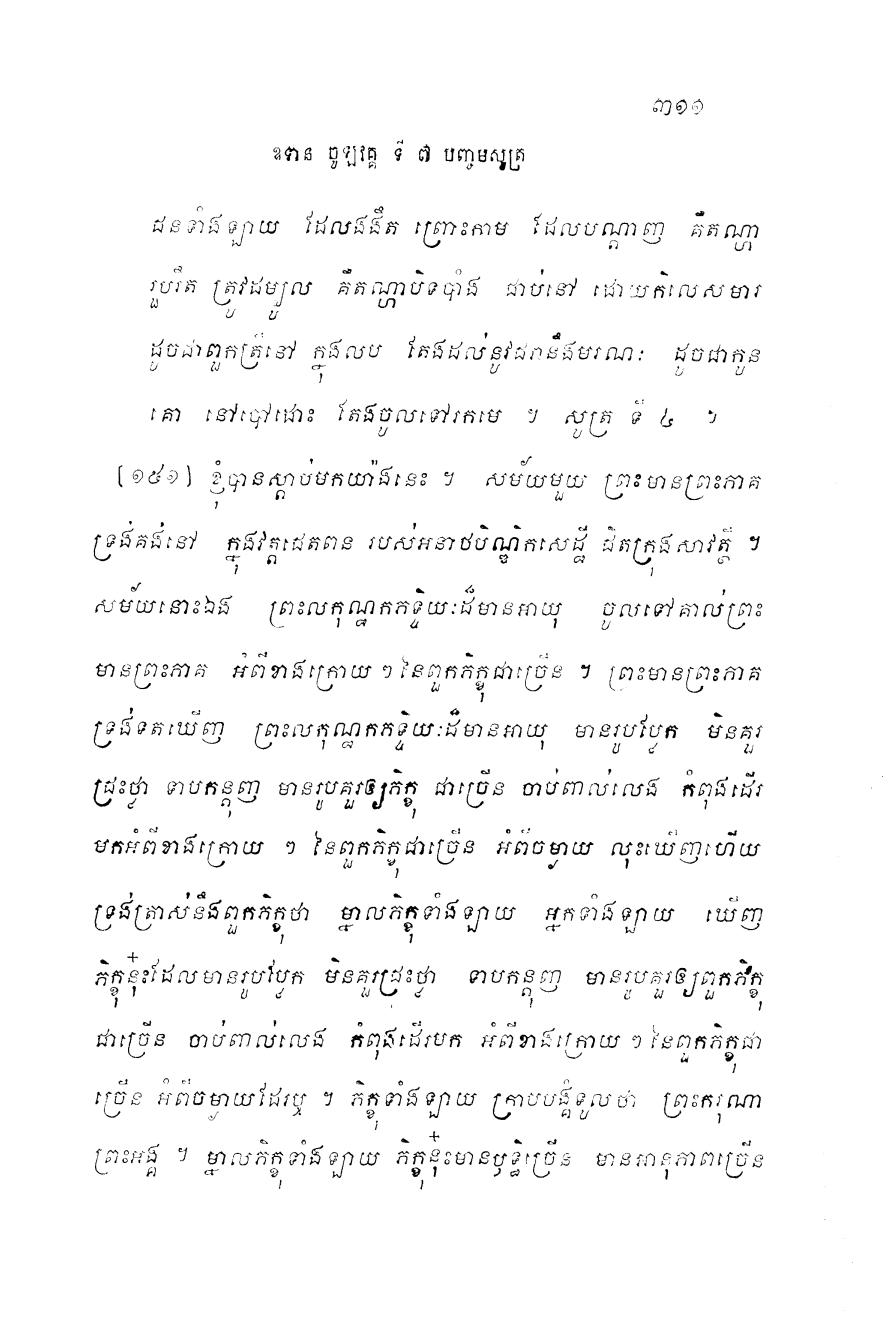 ៣១១
ឧទាន ចូឡវគ្គ ទី ៧ បញ្ចមសូត្រ
ជនទាំងឡាយ ដែលងងឹត ព្រោះកាម ដែលបណ្តាញ គឺតណ្ហា
រួបរឹត ត្រូវដម្បូល គឺតណ្ហាបិទបាំង ជាប់នៅ ដោយកិលេសមារ
ដូចជាពួកត្រីនៅ ក្នុងលប តែងដល់នូវជរានឹងមរណៈ ដូចជាកូន
គោ នៅបៅដោះ តែងចូលទៅរកមេ ។ សូត្រ ទី ៤ ។
[១៥១] ខ្ញុំបានស្តាប់មកយ៉ាងនេះ ។ សម័យមួយ ព្រះមានព្រះភាគ
ទ្រង់គង់នៅ ក្នុងវត្តជេតពន របស់អនាថបិណ្ឌិកសេដ្ឋី ជិតក្រុងសាវត្ថី ។
សម័យនោះឯង ព្រះលកុណ្ឋកភទ្ទិយៈដ៏មានអាយុ ចូលទៅគាល់ព្រះ
មានព្រះភាគ អំពីខាងក្រោយ ៗ នៃពួកភិក្ខុជាច្រើន ។ ព្រះមានព្រះភាគ
ទ្រង់ទតឃើញ ព្រះលកុណ្ឋកភទ្ទិយៈដ៏មានអាយុ មានរូបប្លែក មិនគួរ
ជ្រះថ្លា ទាបកន្តុញ មានរូបគួរឲ្យភិក្ខុ ជាច្រើន ចាប់ពាល់លេង កំពុងដើរ
មកអំពីខាងក្រោយ ៗ នៃពួកភិក្ខុជាច្រើន អំពីចម្ងាយ លុះឃើញហើយ
ទ្រង់ត្រាស់នឹងពួកភិក្ខុថា ម្នាលភិក្ខុទាំងឡាយ អ្នកទាំងឡាយ ឃើញ
ភិក្ខុនុ៎ះដែលមានរូបប្លែក មិនគួរជ្រះថ្លា ទាបកន្តុញ មានរូបគួរឲ្យពួកភិក្ខុ
ជាច្រើន ចាប់ពាល់លេង កំពុងដើរមក អំពីខាងក្រោយ ៗ នៃពួកភិក្ខុជា
ច្រើន អំពីចម្ងាយដែរឬ ។ ភិក្ខុទាំងឡាយ ក្រាបបង្គំទូលថា ព្រះករុណា
ព្រះអង្គ ។ ម្នាលភិក្ខុទាំងឡាយ ភិក្ខុនុ៎ះមានឫទ្ធិច្រើន មានអានុភាពច្រើន